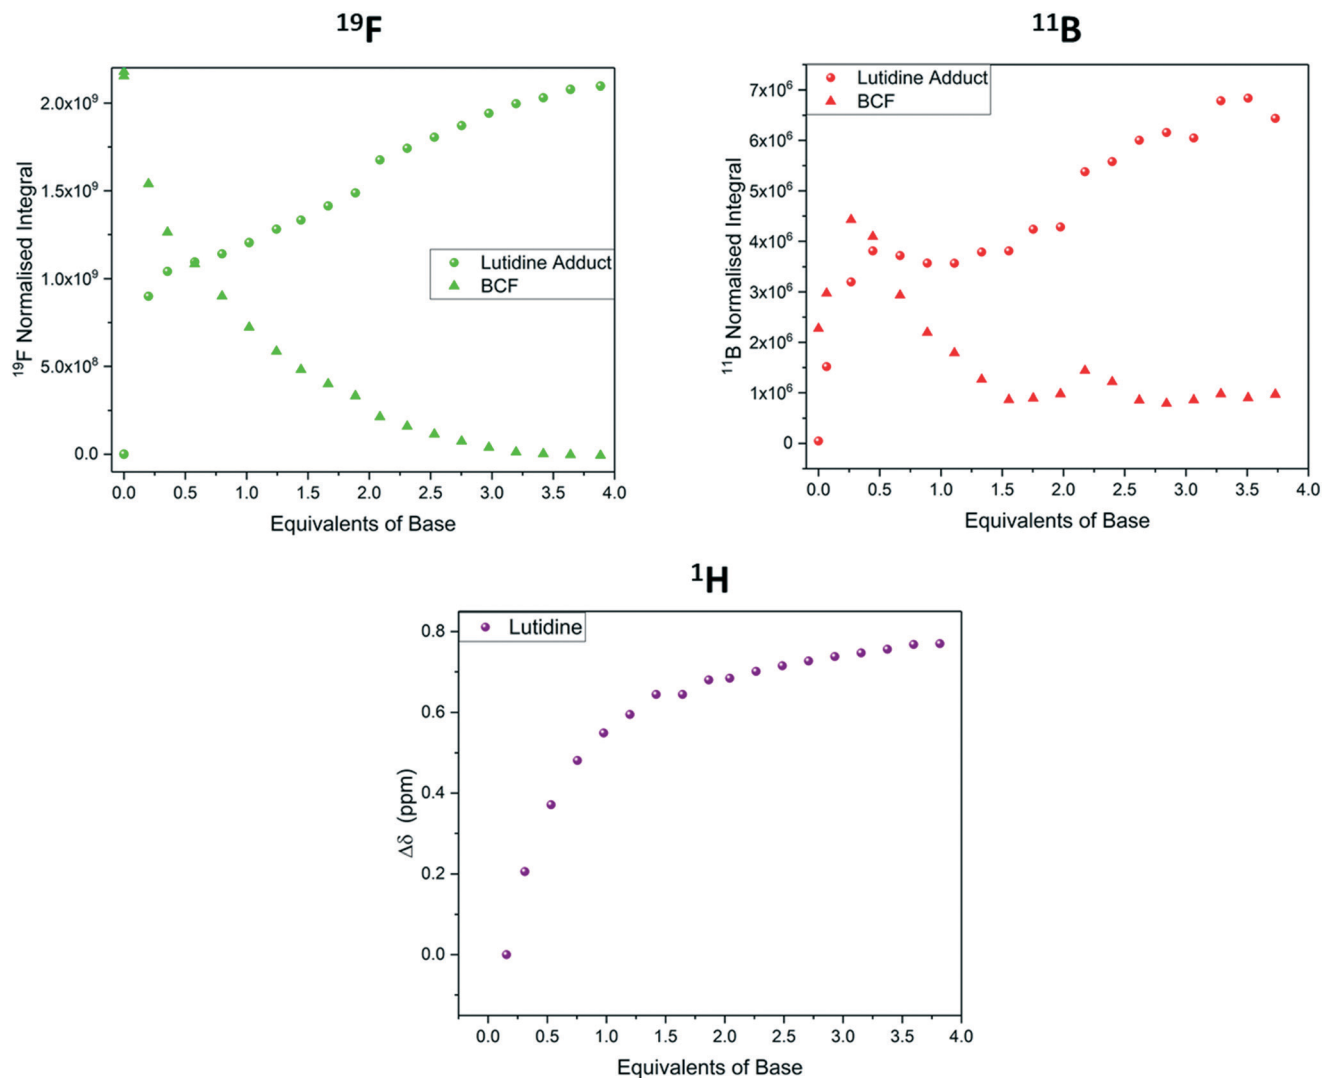 ¹⁹F
2.0x10⁹
1.5x10⁹
1.0x10⁹
5.0x10⁸
0.0
¹⁹F Normalised Integral
Lutidine Adduct
BCF
0.0 0.5 1.0 1.5 2.0 2.5 3.0 3.5 4.0
Equivalents of Base
¹¹B
Lutidine Adduct
BCF
7x10⁶
6x10⁶
5x10⁶
4x10⁶
3x10⁶
2x10⁶
1x10⁶
0
¹¹B Normalised Integral
0.0 0.5 1.0 1.5 2.0 2.5 3.0 3.5 4.0
Equivalents of Base
¹H
Lutidine
0.8
0.6
0.4
0.2
0.0
Δδ (ppm)
0.0 0.5 1.0 1.5 2.0 2.5 3.0 3.5 4.0
Equivalents of Base